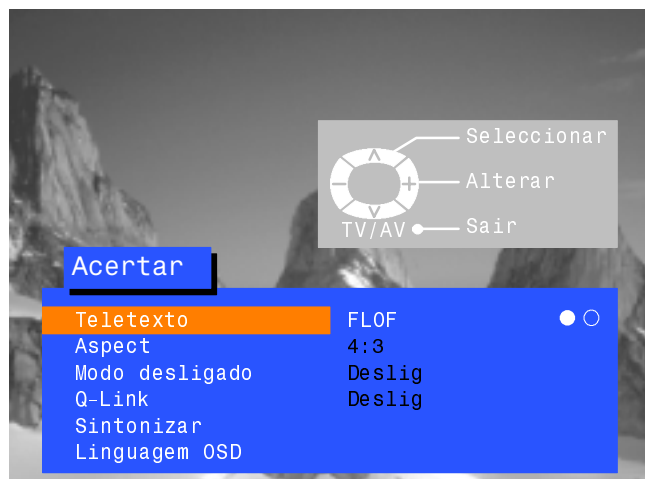 Seleccionar
Alterar
TV/AV Sair
Acertar
Teletexto FLOF
Aspect 4:3
Modo desligado Deslig
Q-Link Deslig
Sintonizar
Linguagem OSD